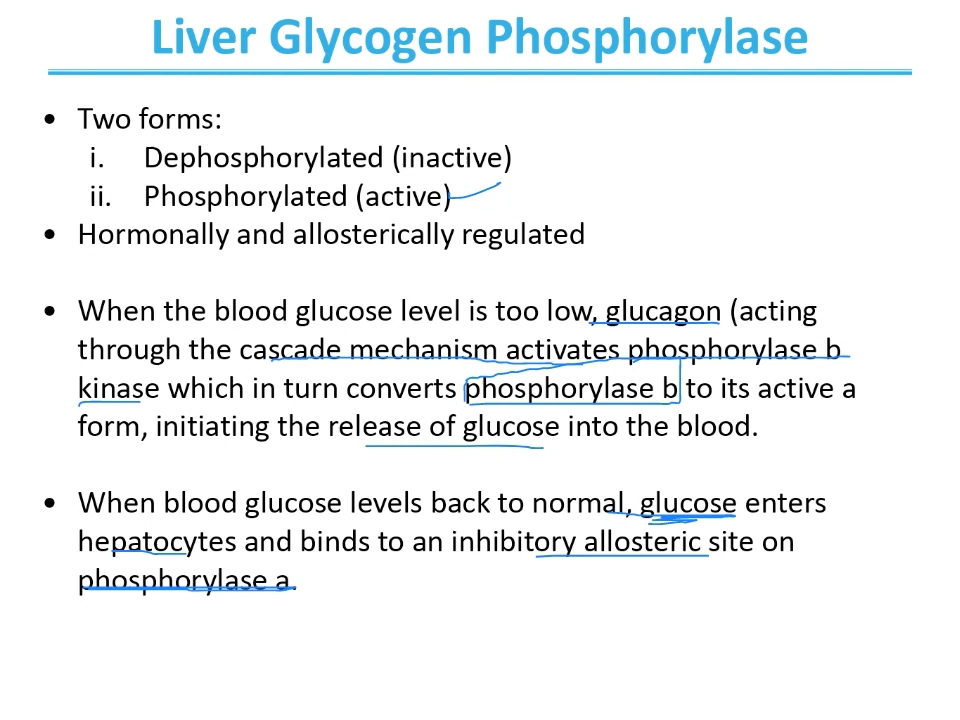 Liver Glycogen Phosphorylase
• Two forms:
i. Dephosphorylated (inactive)
ii. Phosphorylated (active)
• Hormonally and allosterically regulated
• When the blood glucose level is too low, glucagon (acting
through the cascade mechanism activates phosphorylase b
kinase which in turn converts phosphorylase b to its active a
form, initiating the release of glucose into the blood.
• When blood glucose levels back to normal, glucose enters
hepatocytes and binds to an inhibitory allosteric site on
phosphorylase a.